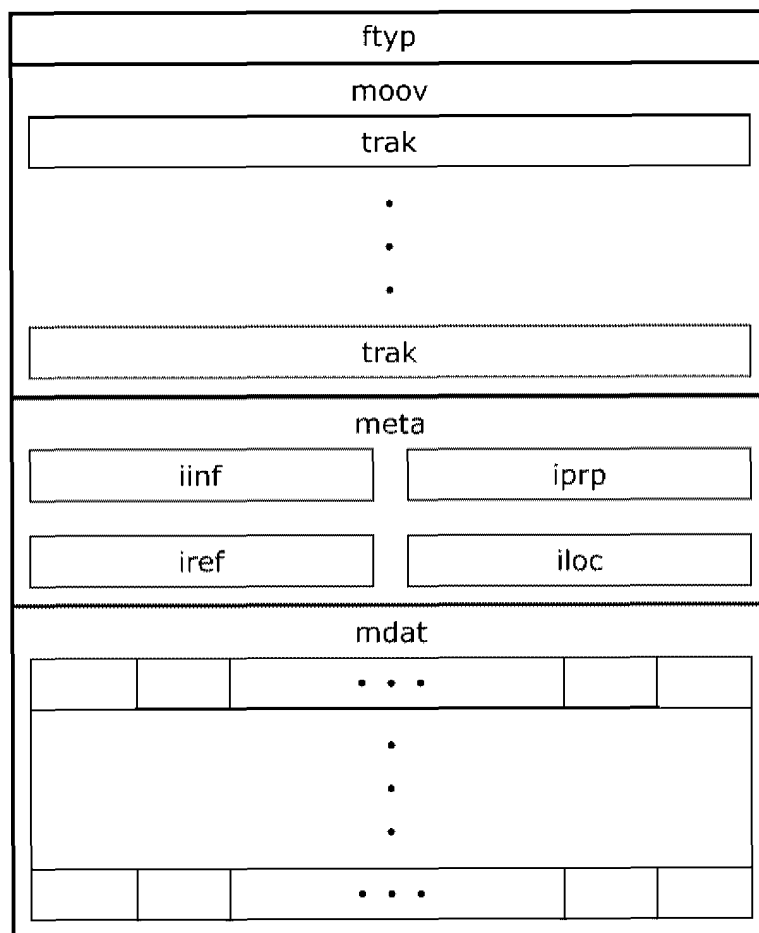 ftyp
moov
trak
trak
meta
iinf iprp
iref iloc
mdat